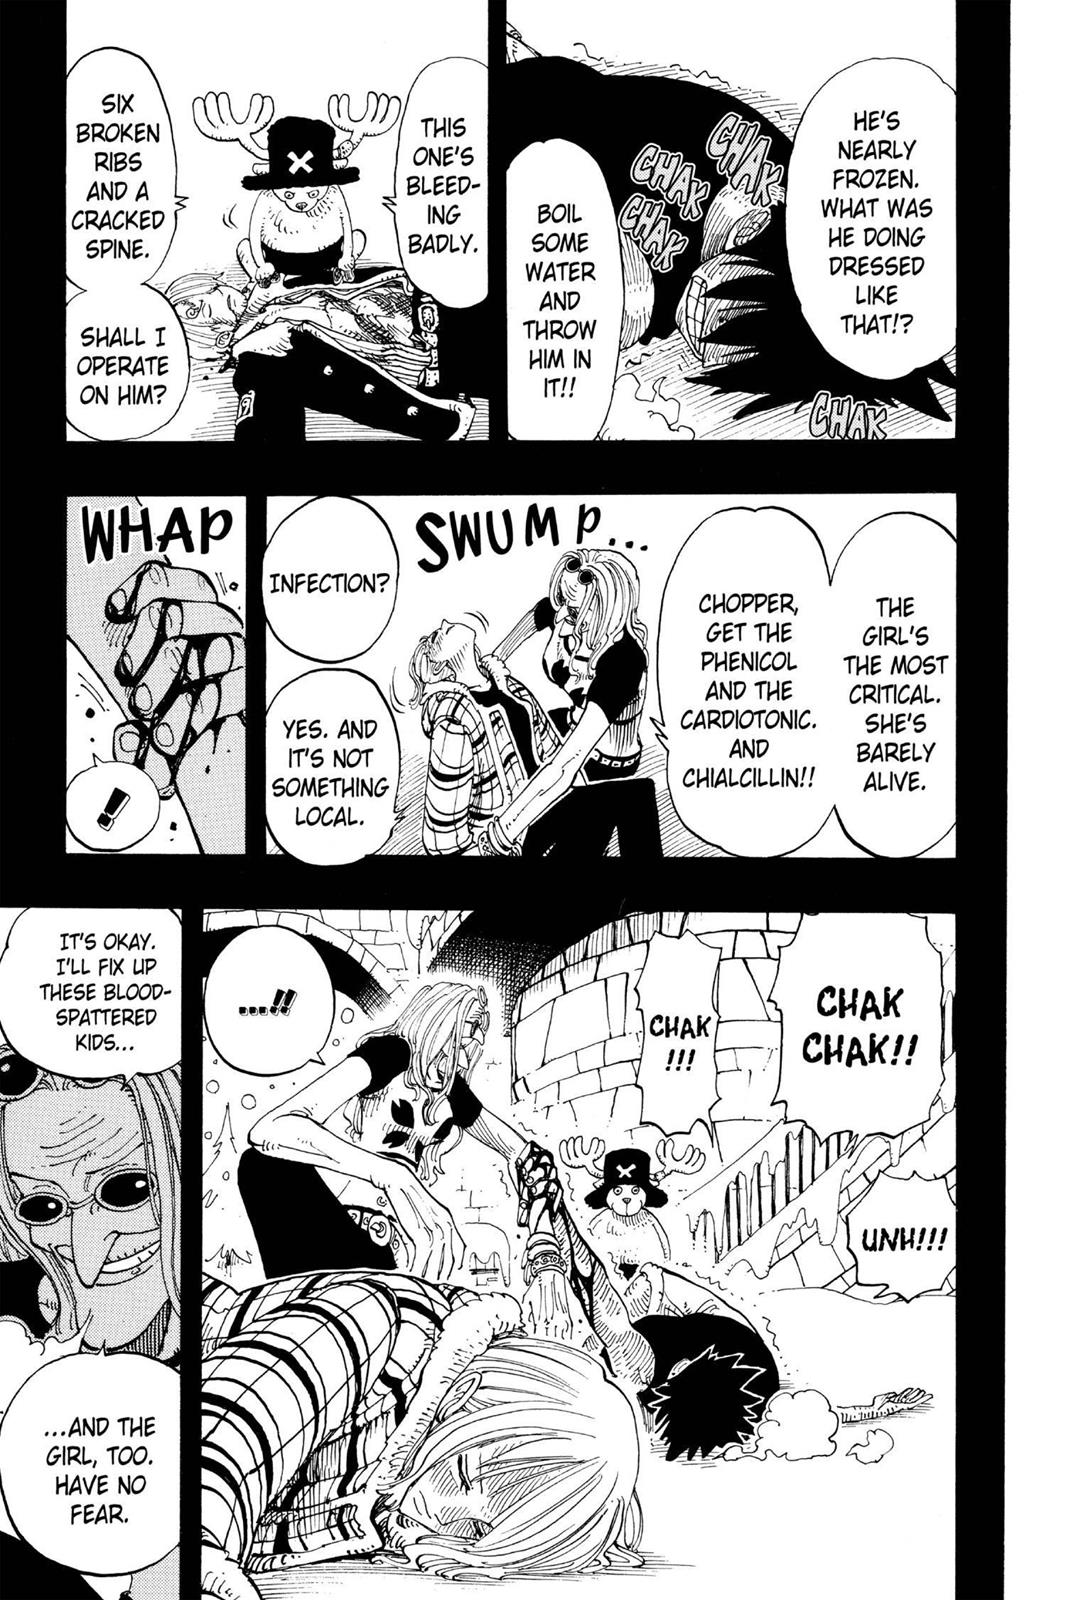 HE'S
NEARLY
FROZEN.
WHAT WAS
HE DOING
DRESSED
LIKE
THAT!?
CHAK
CHAK
CHAK
CHAK
BOIL
SOME
WATER
AND
THROW
HIM IN
IT!!
THIS
ONE'S
BLEED-
ING
BADLY.
SIX
BROKEN
RIBS
AND A
CRACKED
SPINE.
SHALL I
OPERATE
ON HIM?
THE
GIRL'S
THE MOST
CRITICAL.
SHE'S
BARELY
ALIVE.
CHOPPER,
GET THE
PHENICOL
AND THE
CARDIOTONIC.
AND
CHIALCILLIN!!
SWUMP...
INFECTION?
YES. AND
IT'S NOT
SOMETHING
LOCAL.
WHAP
!!
CHAK
CHAK!!
CHAK
!!!
UNH!!!
....!!
IT'S OKAY.
I'LL FIX UP
THESE BLOOD-
SPATTERED
KIDS...
...AND THE
GIRL, TOO.
HAVE NO
FEAR.